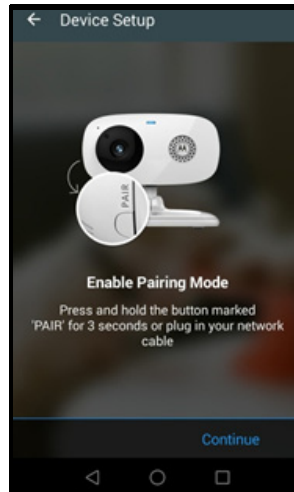 Device Setup
PAIR
Enable Pairing Mode
Press and hold the button marked
'PAIR' for 3 seconds or plug in your network
cable
Continue